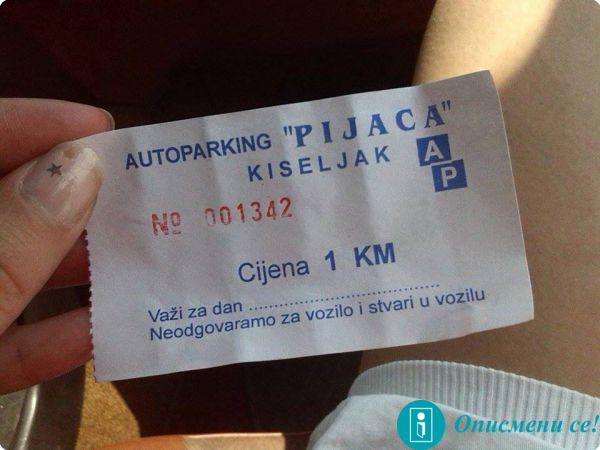 AUTOPARKING "PIJACA"
KISELJAK
A
P
№ 001342
Cijena 1 KM
Važi za dan ................................
Neodgovaramo za vozilo i stvari u vozilu
Описмени се!